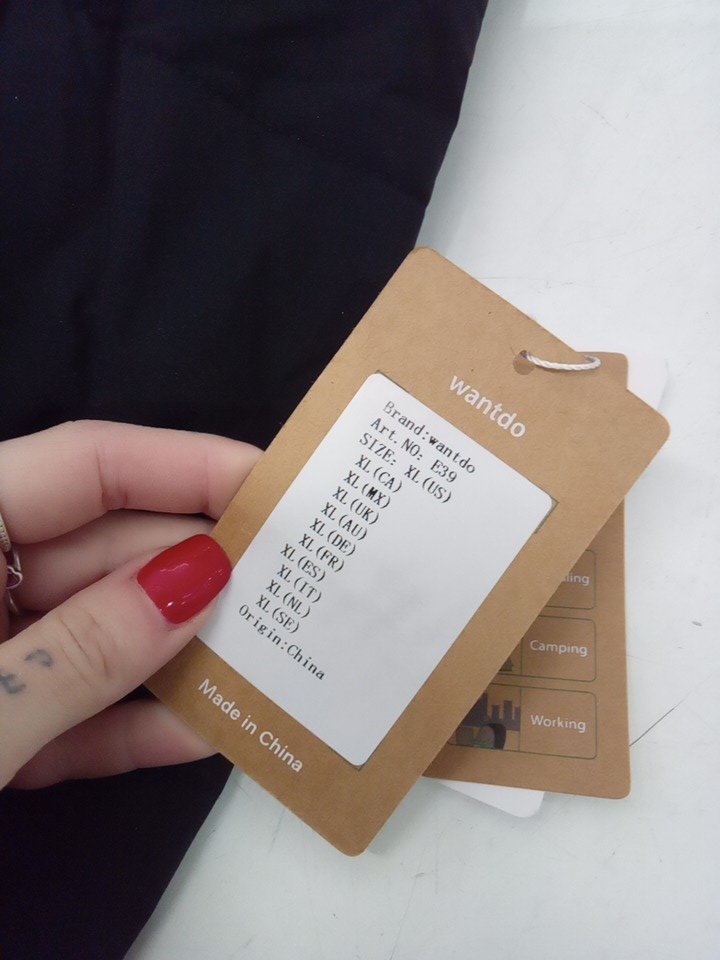 wantdo
Brand:wantdo
Art.NO: E39
SIZE: XL(US)
XL(CA)
XL(MX)
XL(UK)
XL(AU)
XL(DE)
XL(FR)
XL(ES)
XL(IT)
XL(NL)
XL(SE)
Origin:China
Made in China
Camping
Working